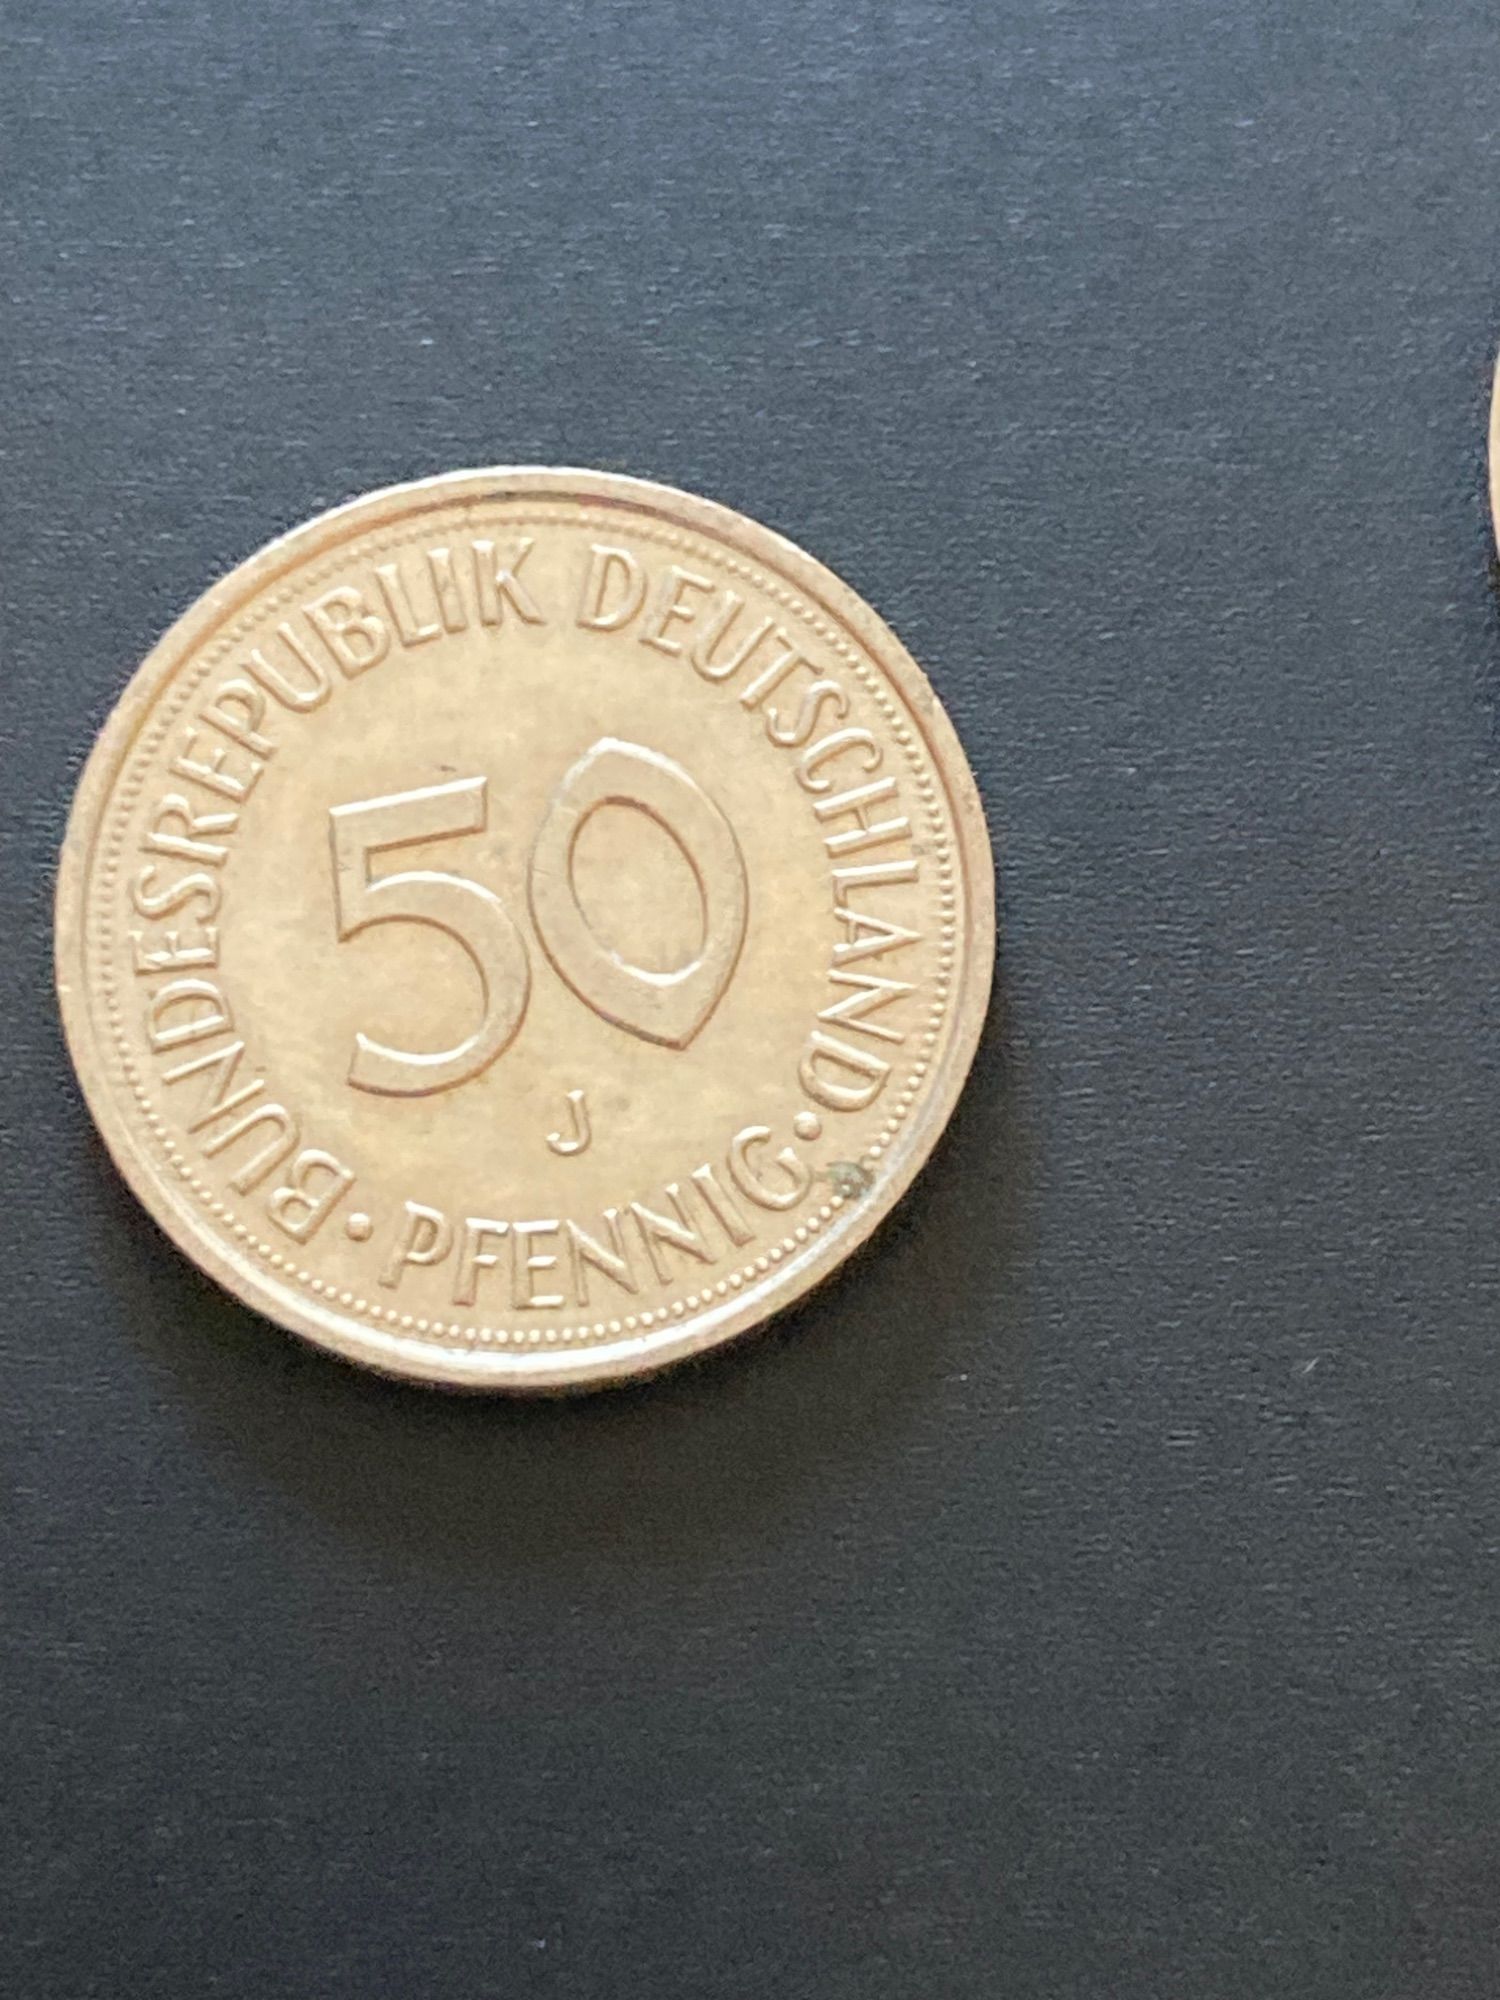 BUNDESREPUBLIK DEUTSCHLAND
50
J
• PFENNIG •